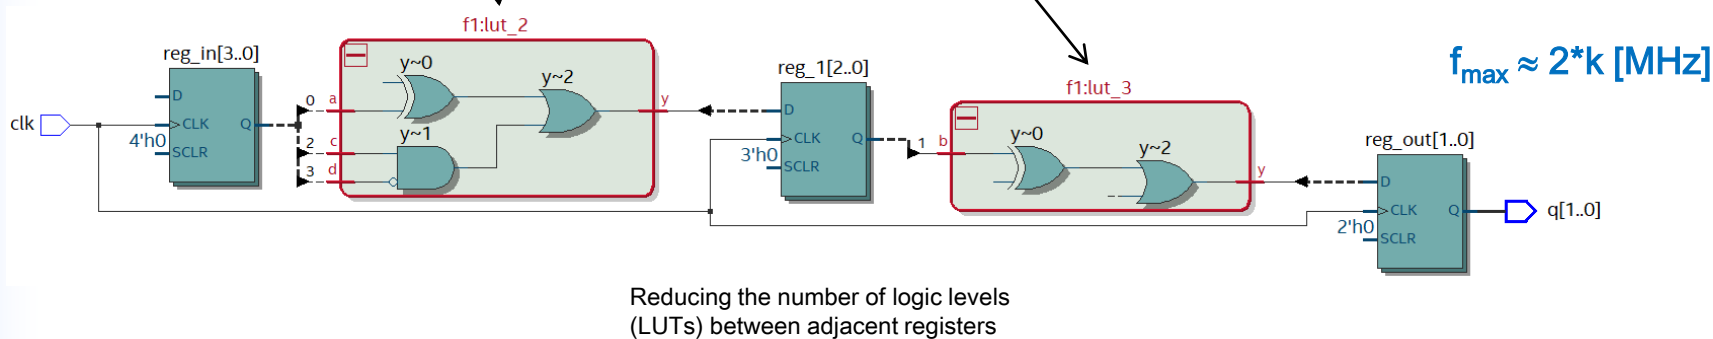 f1:lut_2
reg_in[3..0]
y~0
y~2
reg_1[2..0]
f1:lut_3
fmax ≈ 2*k [MHz]
D
0
a
y
D
clk
CLK
Q
y~1
2
c
CLK
Q
1
b
y~0
y~2
reg_out[1..0]
4'h0
SCLR
3
d
3'h0
SCLR
y
D
CLK
Q
q[1..0]
2'h0
SCLR
Reducing the number of logic levels
(LUTs) between adjacent registers